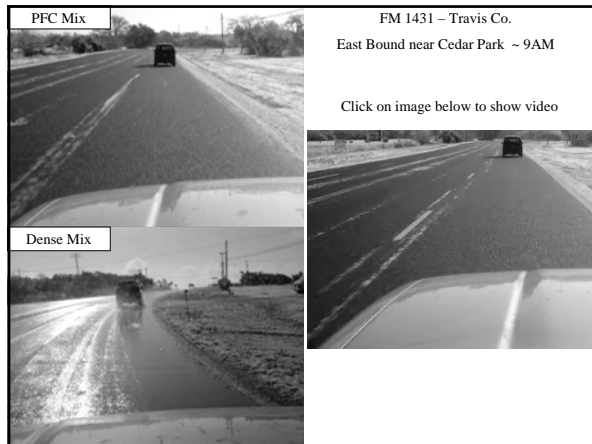 PFC Mix
FM 1431 – Travis Co.
East Bound near Cedar Park ~ 9AM
Click on image below to show video
Dense Mix